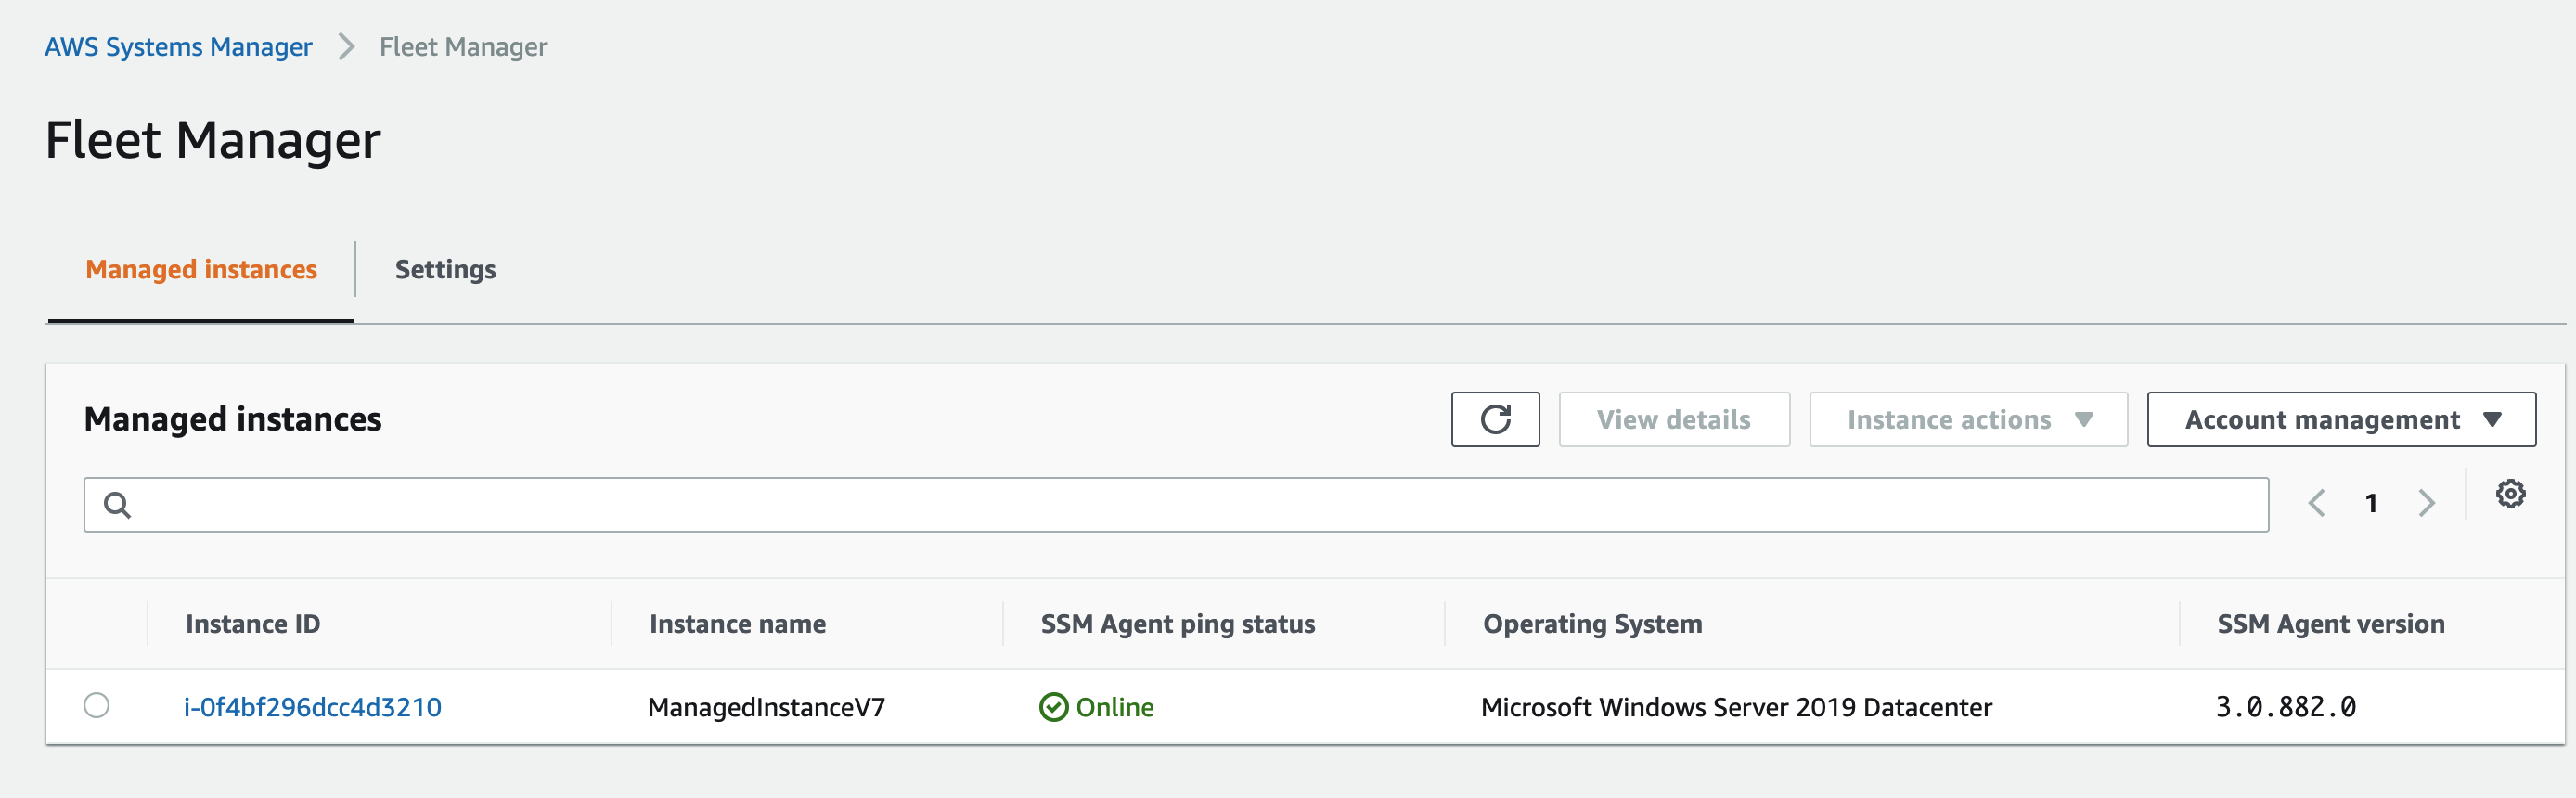 AWS Systems Manager > Fleet Manager
Fleet Manager
Managed instances Settings
Managed instances View details Instance actions Account management
1
Instance ID Instance name SSM Agent ping status Operating System SSM Agent version
i-0f4bf296dcc4d3210 ManagedInstanceV7 Online Microsoft Windows Server 2019 Datacenter 3.0.882.0